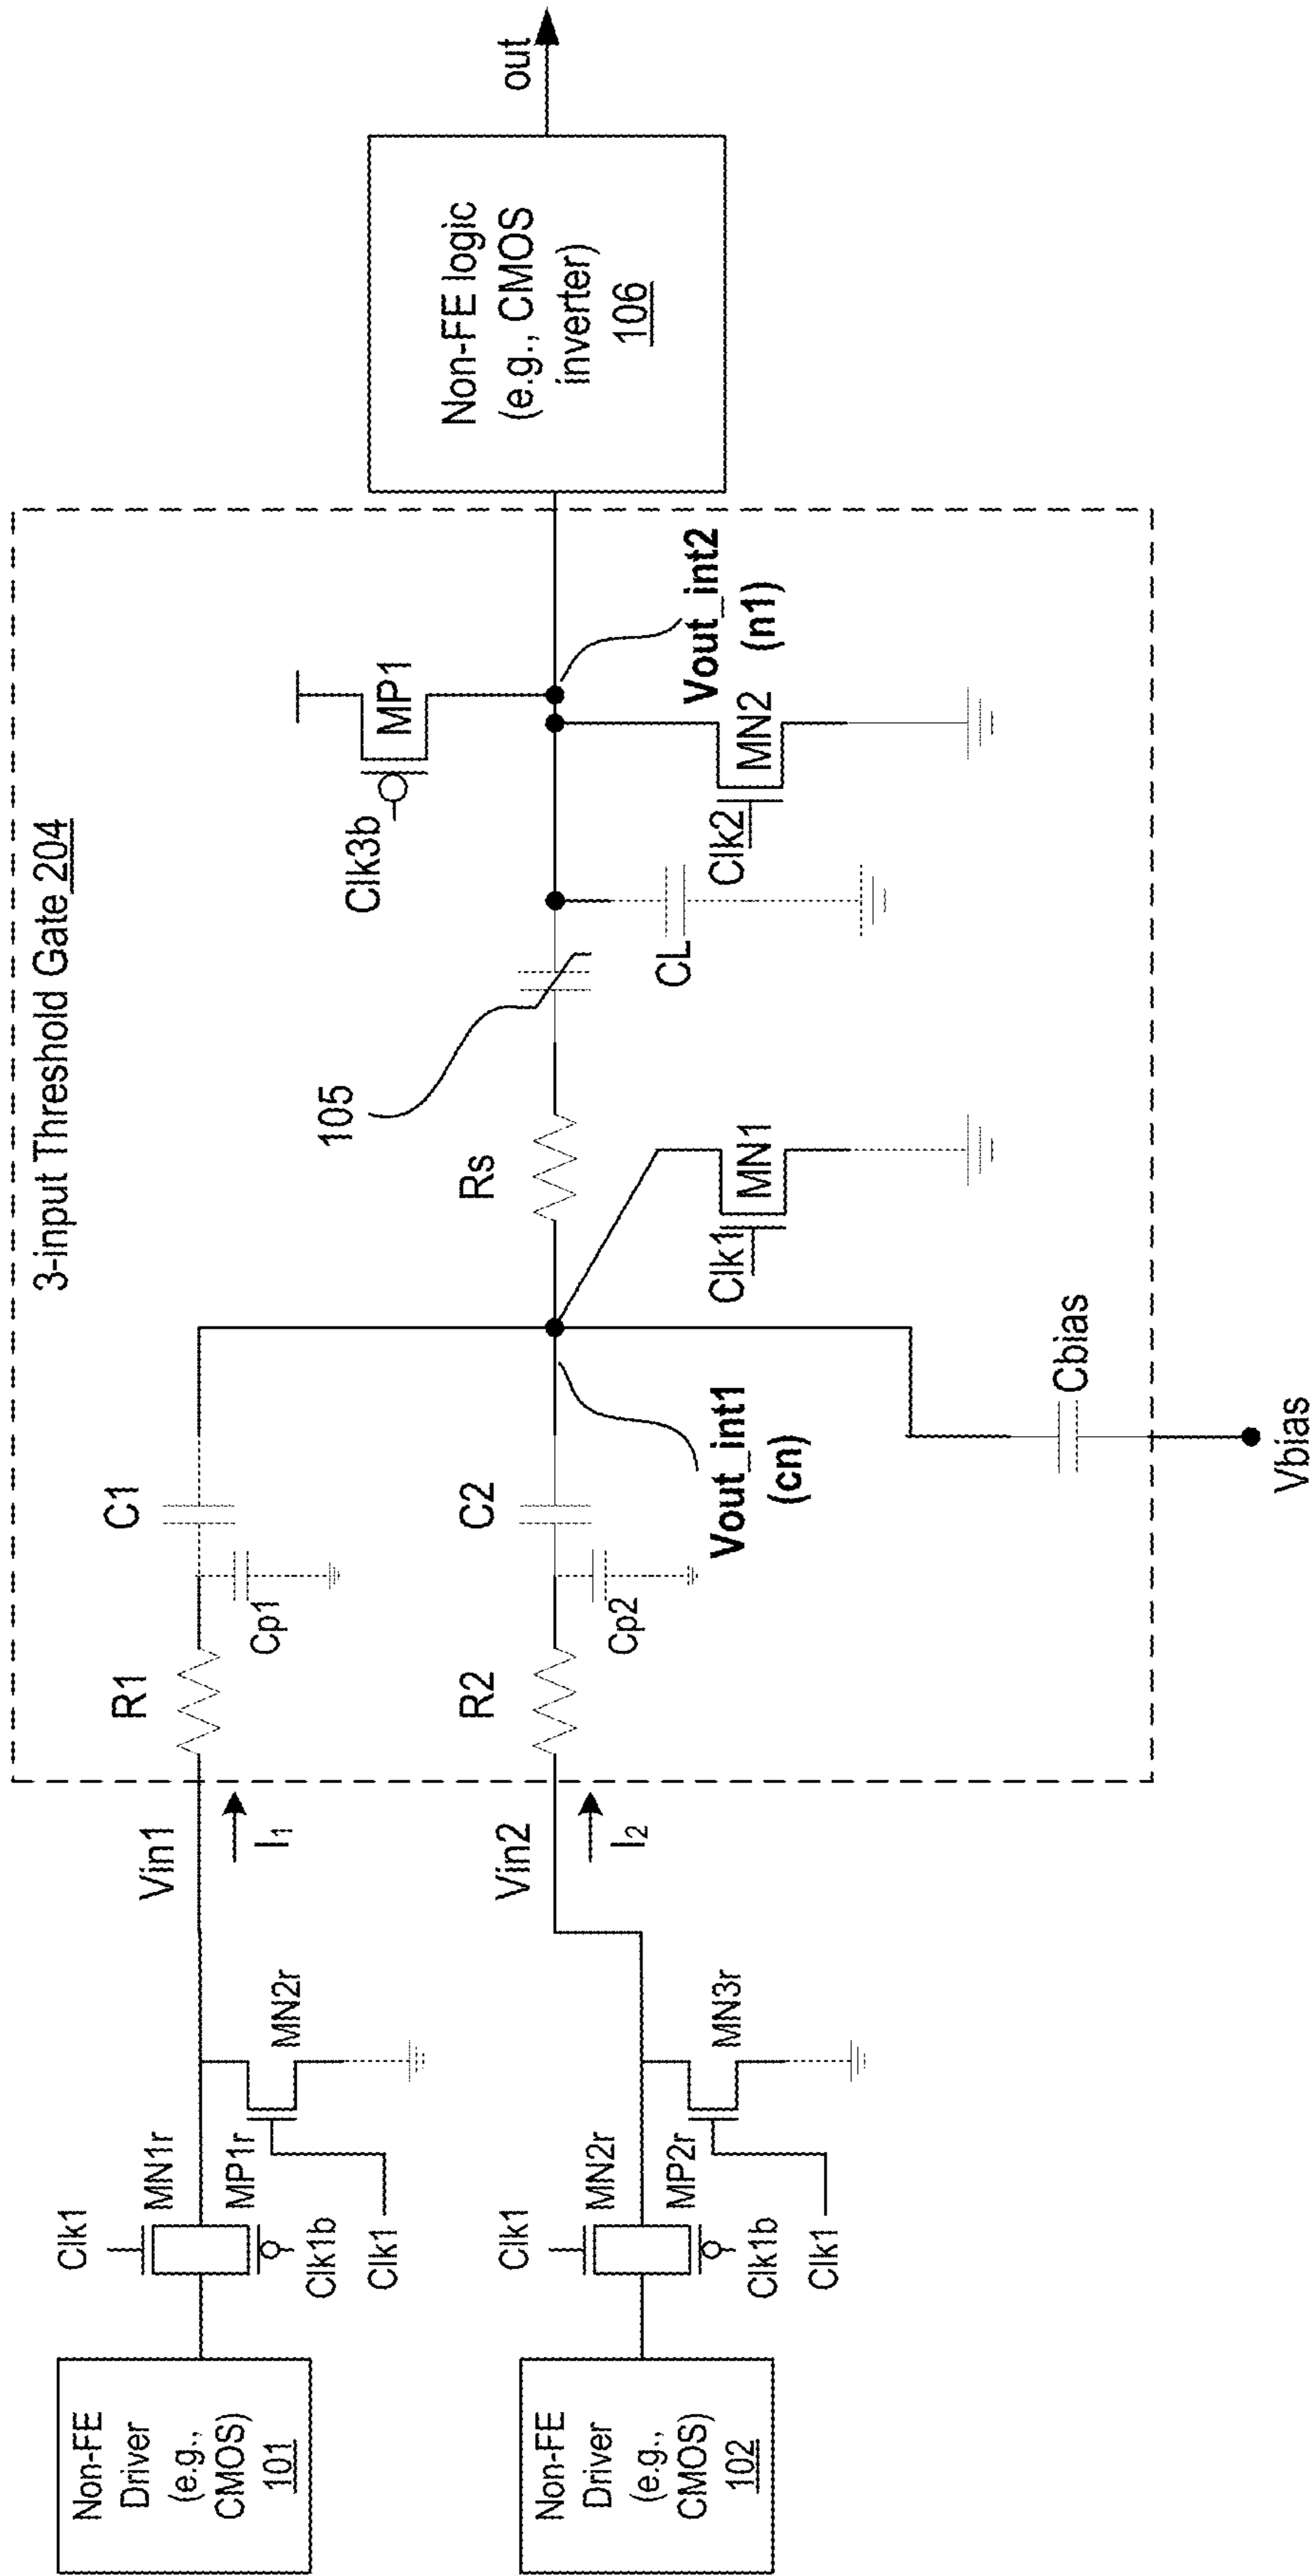 3-input Threshold Gate 204
Non-FE
Driver
(e.g.,
CMOS)
101
Clk1
MN1r
MP1r
Clk1b
MN2r
Clk1
Vin1
I1
R1
Cp1
C1
Non-FE
Driver
(e.g.,
CMOS)
102
Clk1
MN2r
MP2r
Clk1b
MN3r
Clk1
Vin2
I2
R2
Cp2
C2
Vout_int1
(cn)
Cbias
Vbias
Rs
Clk1
MN1
105
CL
Clk3b
MP1
Clk2
MN2
Vout_int2
(n1)
Non-FE logic
(e.g., CMOS
inverter)
106
out